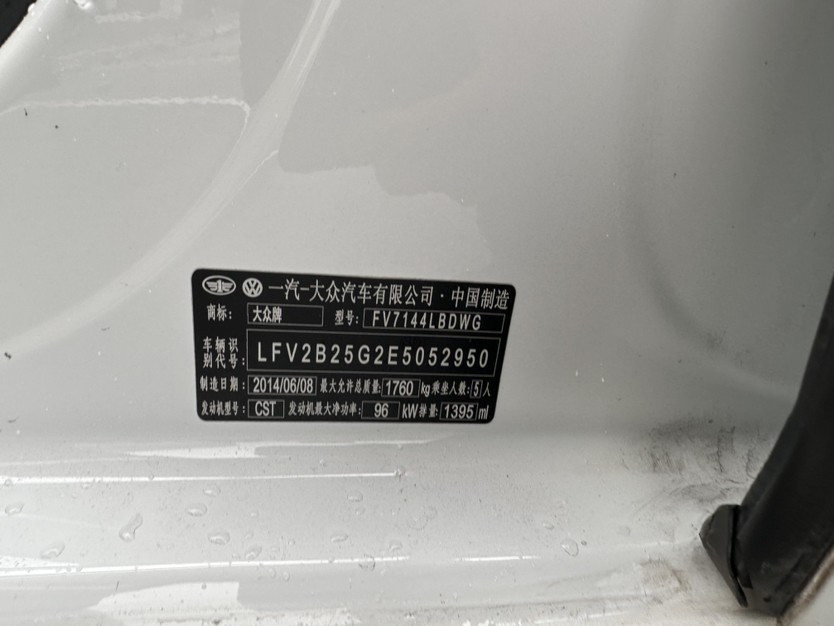 一汽-大众汽车有限公司·中国制造
商标: 大众牌 型号: FV7144LBDWG
车辆识别代号: LFV2B25G2E5052950
制造日期: 2014/06/08 最大允许总质量: 1760 kg 乘坐人数: 5 人
发动机型号: CST 发动机最大净功率: 96 kW 排量: 1395 ml